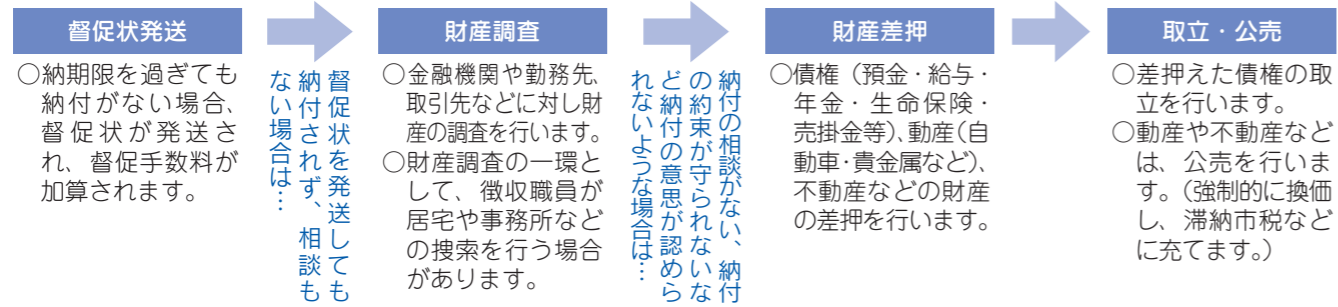 督促状発送
○納期限を過ぎても
納付がない場合、
督促状が発送さ
れ、督促手数料が
加算されます。
督促状を発送しても
納付されず、相談も
ない場合は…
財産調査
○金融機関や勤務先、
取引先などに対し財
産の調査を行います。
○財産調査の一環と
して、徴収職員が
居宅や事務所など
の捜索を行う場合
があります。
納付の相談がない、納付
の約束が守られないな
ど納付の意思が認めら
れないような場合は…
財産差押
○債権（預金・給与・
年金・生命保険・
売掛金等）、動産（自
動車・貴金属など）、
不動産などの財産
の差押を行います。
取立・公売
○差押えた債権の取
立を行います。
○動産や不動産など
は、公売を行いま
す。（強制的に換価
し、滞納市税など
に充てます。）